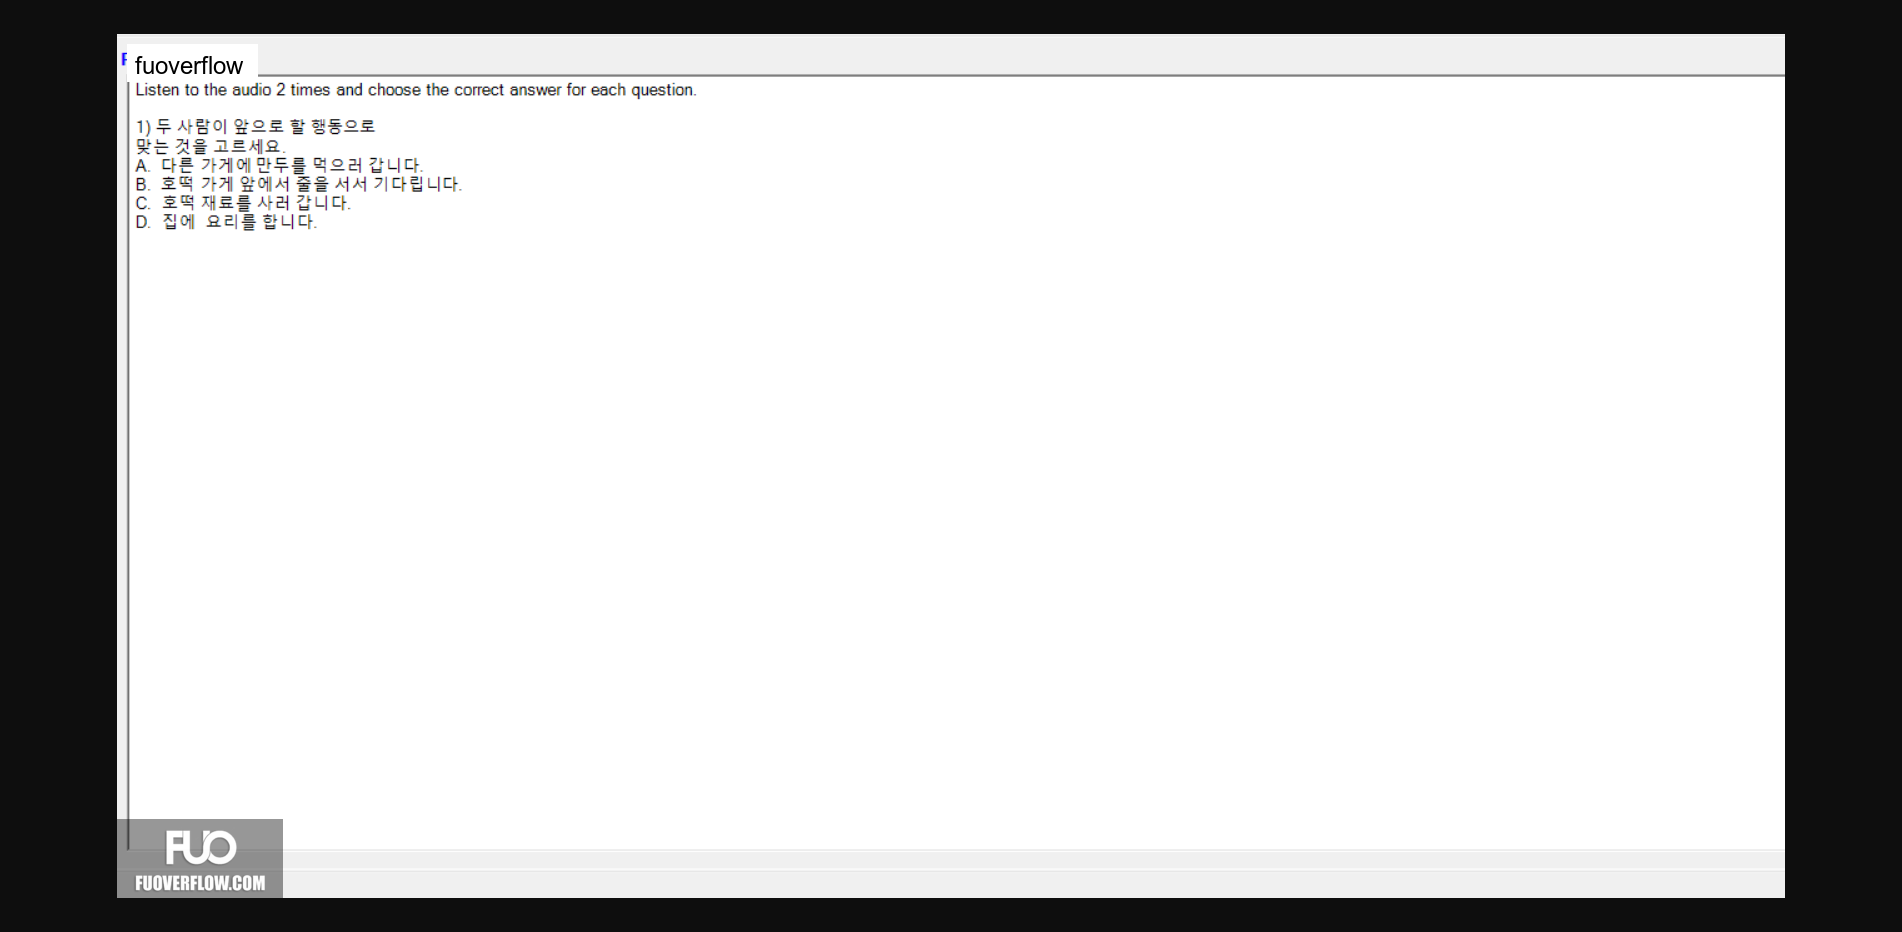 fuoverflow
Listen to the audio 2 times and choose the correct answer for each question.
1) 두 사람이 앞으로 할 행동으로
맞는 것을 고르세요.
A. 다른 가게에 만두를 먹으러 갑니다.
B. 호떡 가게 앞에서 줄을 서서 기다립니다.
C. 호떡 재료를 사러 갑니다.
D. 집에 요리를 합니다.
FUO
FUOVERFLOW.COM